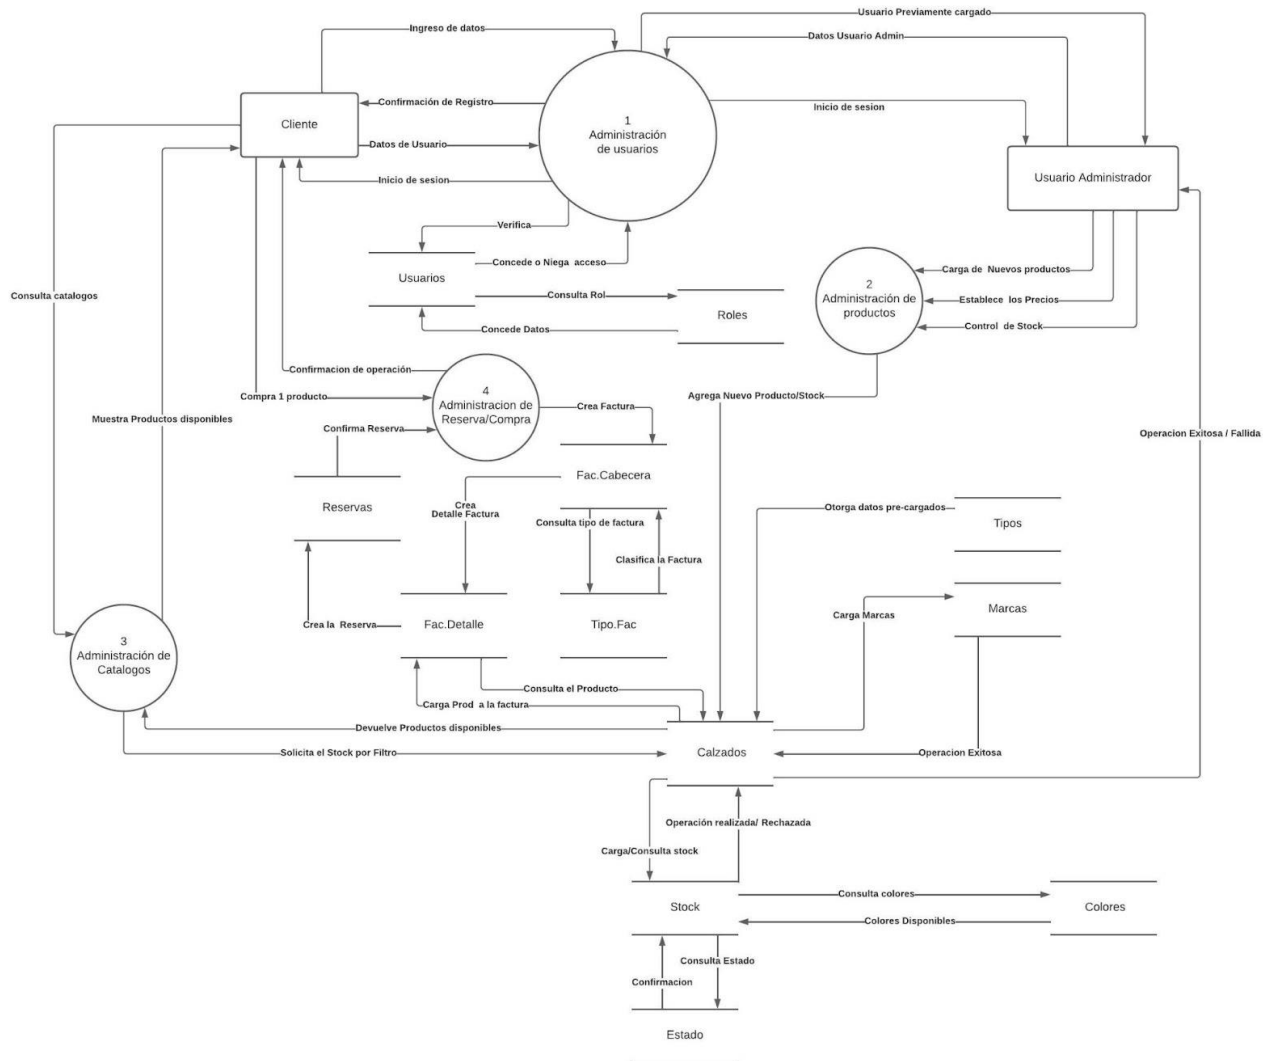 Usuario Previamente cargado
Ingreso de datos
Datos Usuario Admin
Confirmación de Registro
Inicio de sesion
Cliente
1
Administración
de usuarios
Datos de Usuario
Usuario Administrador
Inicio de sesion
Verifica
Concede o Niega acceso
Usuarios
Carga de Nuevos productos
2
Administración de
productos
Consulta catalogos
Consulta Rol
Establece los Precios
Roles
Concede Datos
Control de Stock
Confirmacion de operación
4
Administracion de
Reserva/Compra
Compra 1 producto
Agrega Nuevo Producto/Stock
Crea Factura
Muestra Productos disponibles
Confirma Reserva
Operacion Exitosa / Fallida
Fac.Cabecera
Reservas
Crea
Detalle Factura
Otorga datos pre-cargados
Consulta tipo de factura
Tipos
Clasifica la Factura
Marcas
Carga Marcas
Crea la Reserva
Fac.Detalle
Tipo.Fac
3
Administración de
Catalogos
Consulta el Producto
Carga Prod a la factura
Devuelve Productos disponibles
Solicita el Stock por Filtro
Calzados
Operacion Exitosa
Operación realizada/ Rechazada
Carga/Consulta stock
Consulta colores
Stock
Colores
Colores Disponibles
Consulta Estado
Confirmacion
Estado